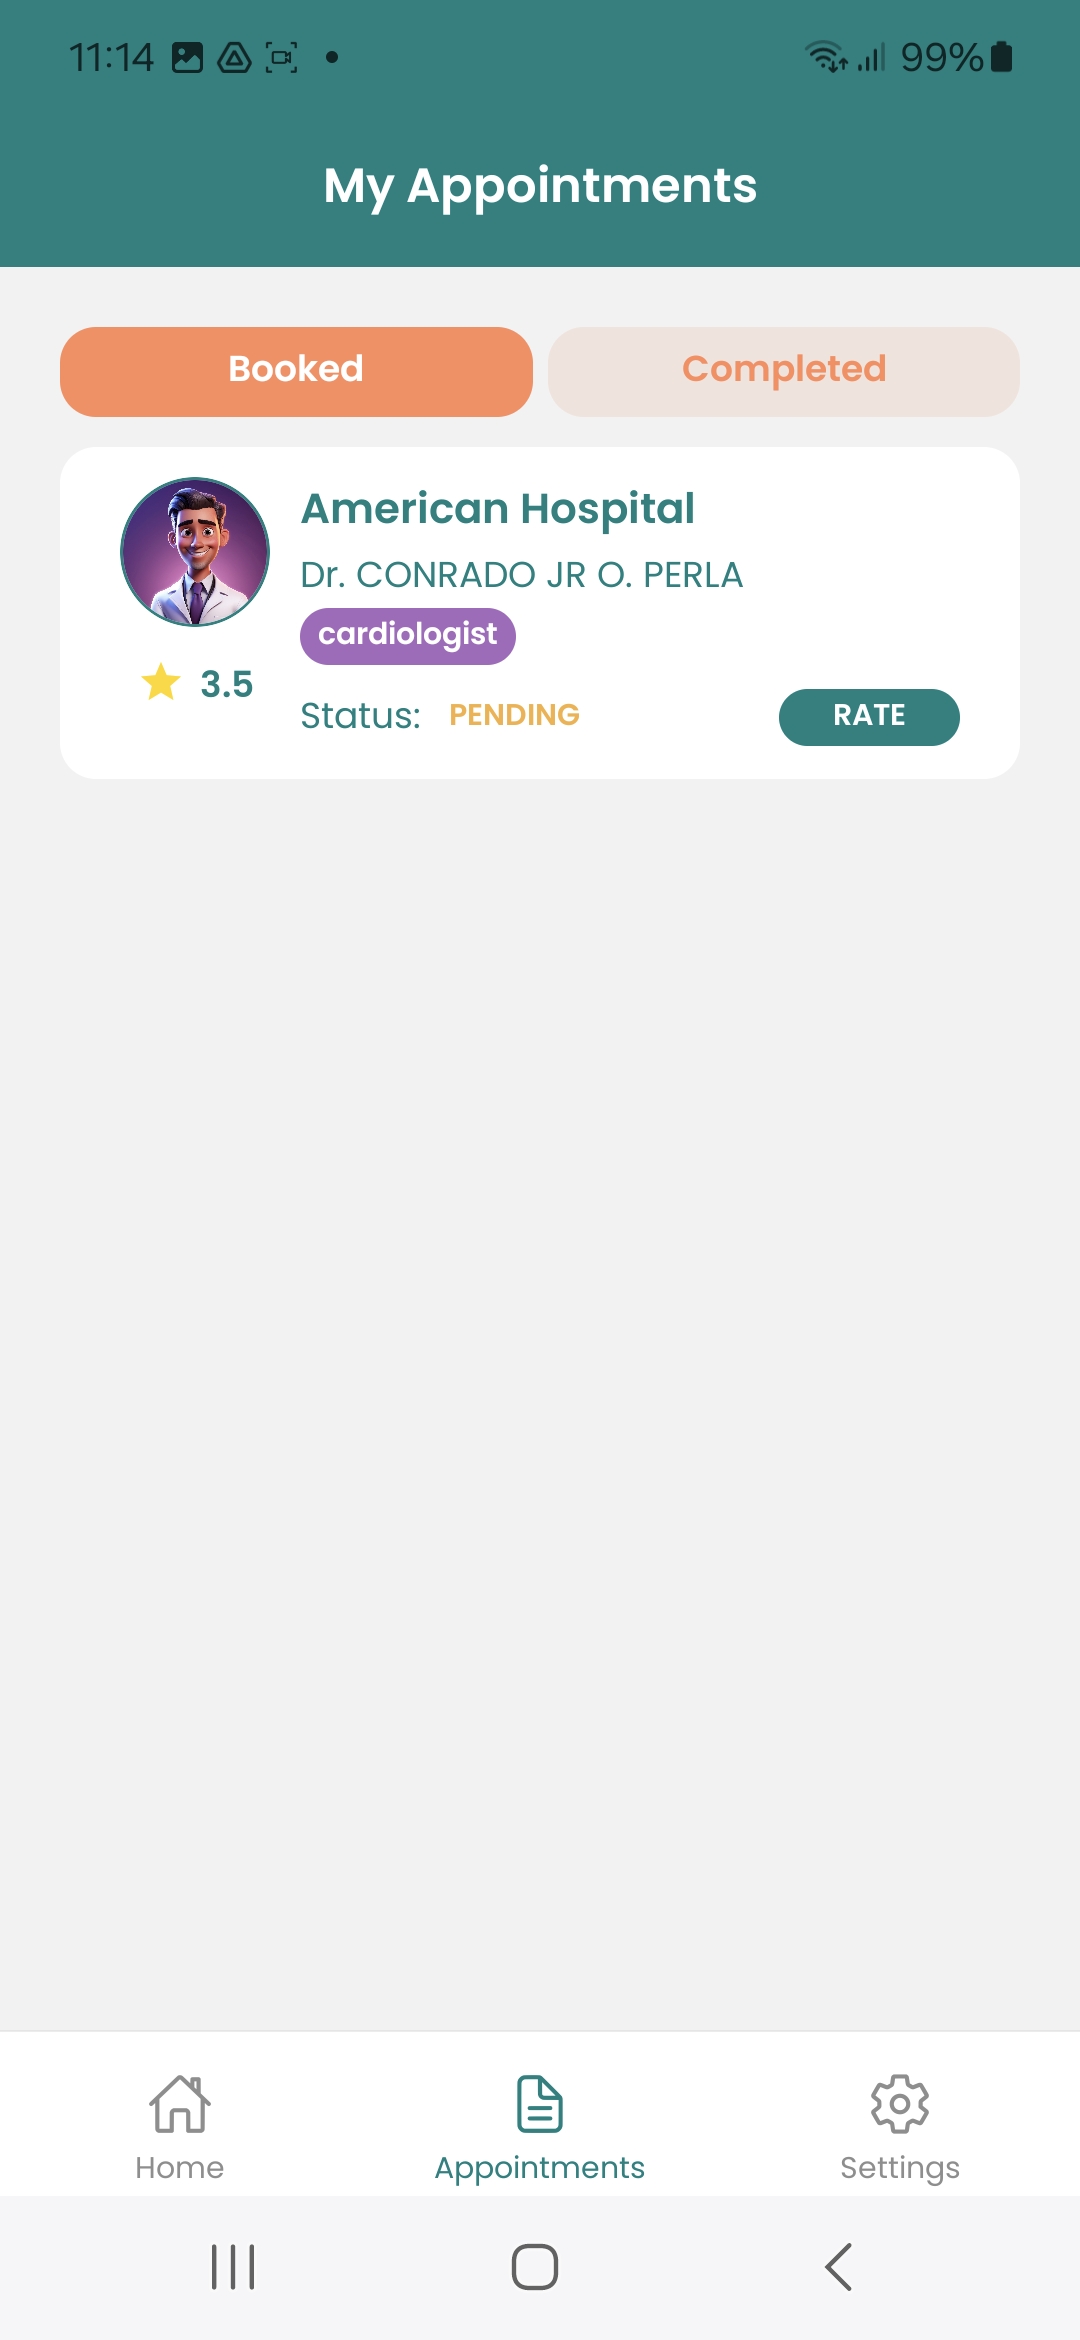 11:14 99%
My Appointments
Booked Completed
American Hospital
Dr. CONRADO JR O. PERLA
cardiologist
3.5
Status: PENDING RATE
Home Appointments Settings